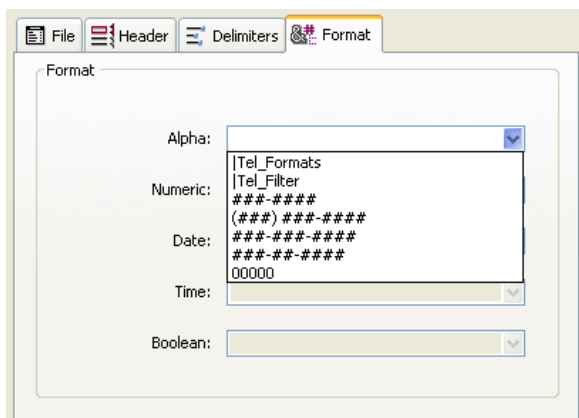 File Header Delimiters Format
Format
Alpha:
|Tel_Formats
|Tel_Filter
Numeric:
###-####
(###) ###-####
Date:
###-###-####
###-##-####
00000
Time:
Boolean: